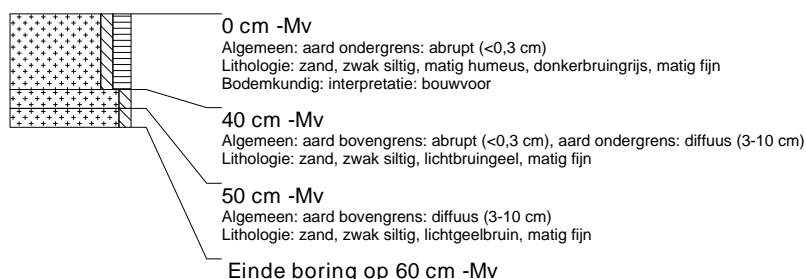 0 cm -Mv
Algemeen: aard ondergrens: abrupt (<0,3 cm)
Lithologie: zand, zwak siltig, matig humeus, donkerbruingrijs, matig fijn
Bodemkundig: interpretatie: bouwvoor
40 cm -Mv
Algemeen: aard bovengrens: abrupt (<0,3 cm), aard ondergrens: diffuus (3-10 cm)
Lithologie: zand, zwak siltig, lichtbruingeel, matig fijn
50 cm -Mv
Algemeen: aard bovengrens: diffuus (3-10 cm)
Lithologie: zand, zwak siltig, lichtgeelbruin, matig fijn
Einde boring op 60 cm -Mv